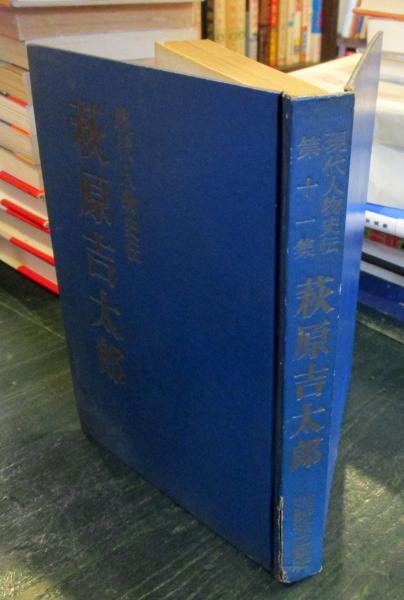 現代人物史伝
萩原吉太郎
現代人物史伝
第十一集
萩原吉太郎